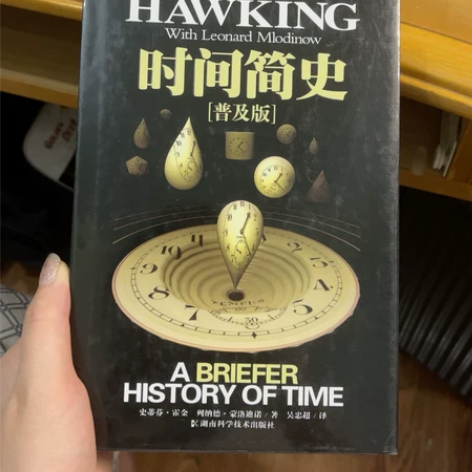 HAWKING
With Leonard Mlodinow
时间简史
[普及版]
TEMPUS
A BRIEFER
HISTORY OF TIME
史蒂芬·霍金 列纳德·蒙洛迪诺/著 吴忠超/译
湖南科学技术出版社